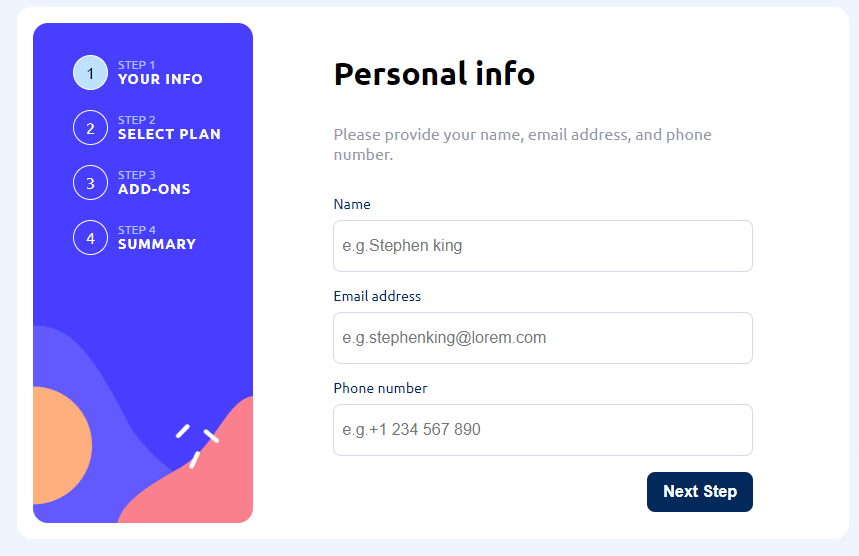 1
STEP 1
YOUR INFO
2
STEP 2
SELECT PLAN
3
STEP 3
ADD-ONS
4
STEP 4
SUMMARY
Personal info
Please provide your name, email address, and phone
number.
Name
e.g.Stephen king
Email address
e.g.stephenking@lorem.com
Phone number
e.g.+1 234 567 890
Next Step